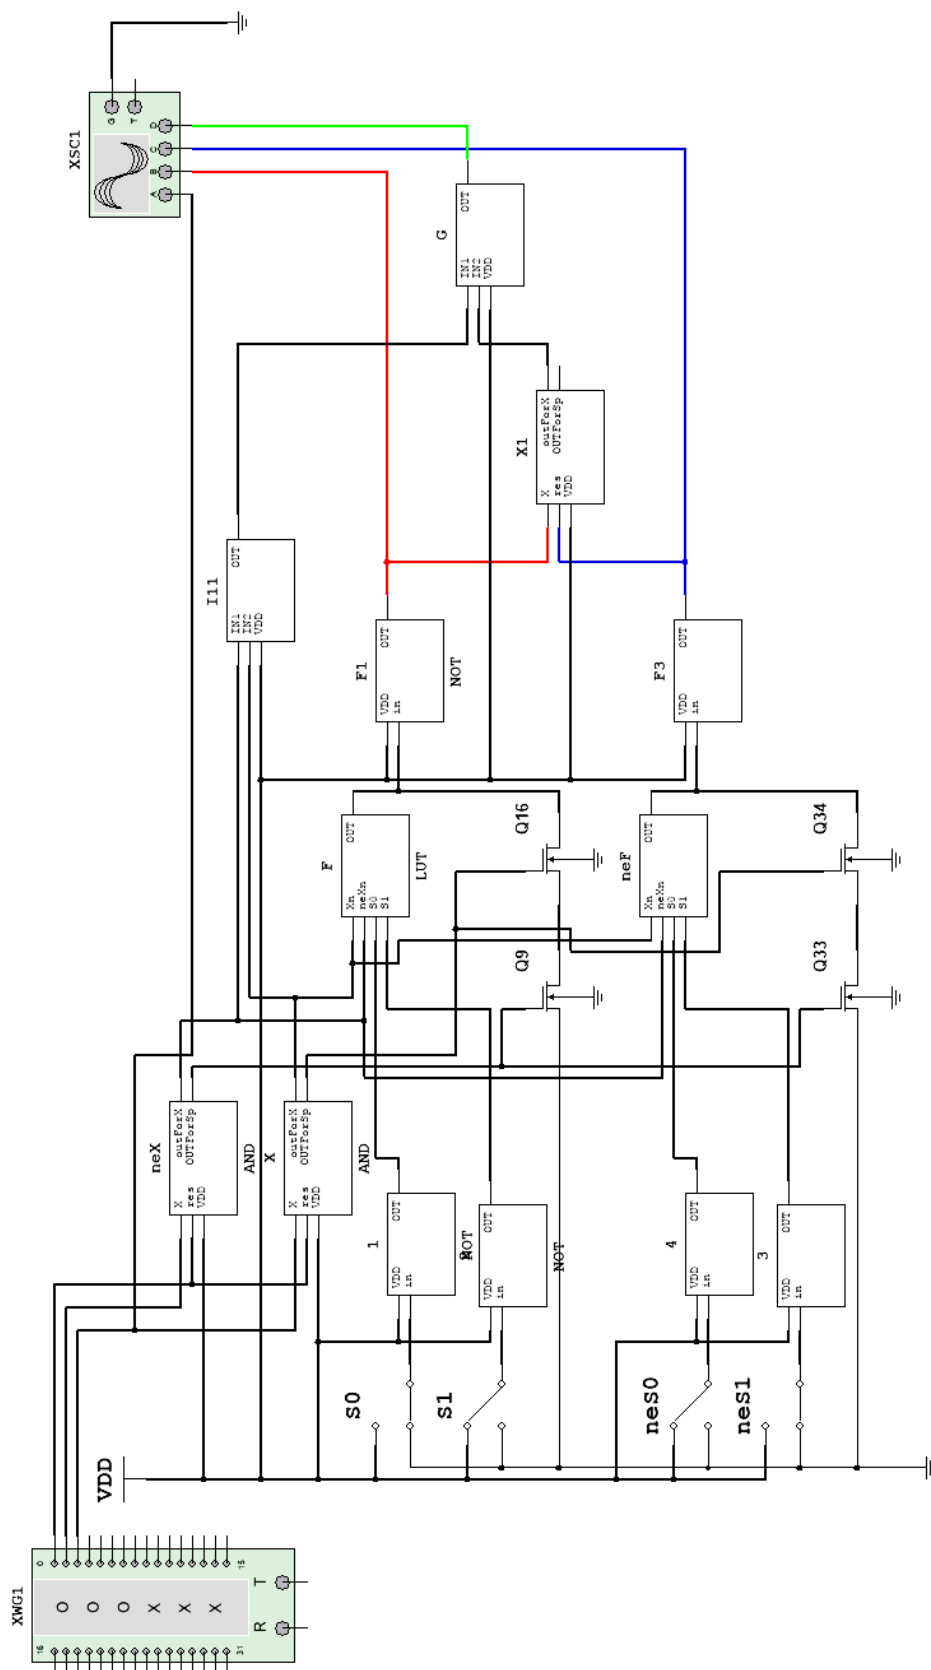 XSC1
G
T
A
B
C
D
G
IN1
IN2
VDD
OUT
X1
X
res
VDD
outForX
OUTForSp
I11
IN1
IN2
VDD
OUT
F1
VDD
in
OUT
NOT
F3
VDD
in
OUT
F
Xn
neXn
S0
S1
OUT
LUT
Q16
neF
Xn
neXn
S0
S1
OUT
Q34
Q9
Q33
neX
X
res
VDD
outForX
OUTForSp
AND
X
X
res
VDD
outForX
OUTForSp
AND
1
VDD
in
OUT
NOT
VDD
in
OUT
NOT
4
VDD
in
OUT
3
VDD
in
OUT
S0
S1
neS0
neS1
VDD
XWG1
0
15
O
O
O
X
X
X
T
R
16
31